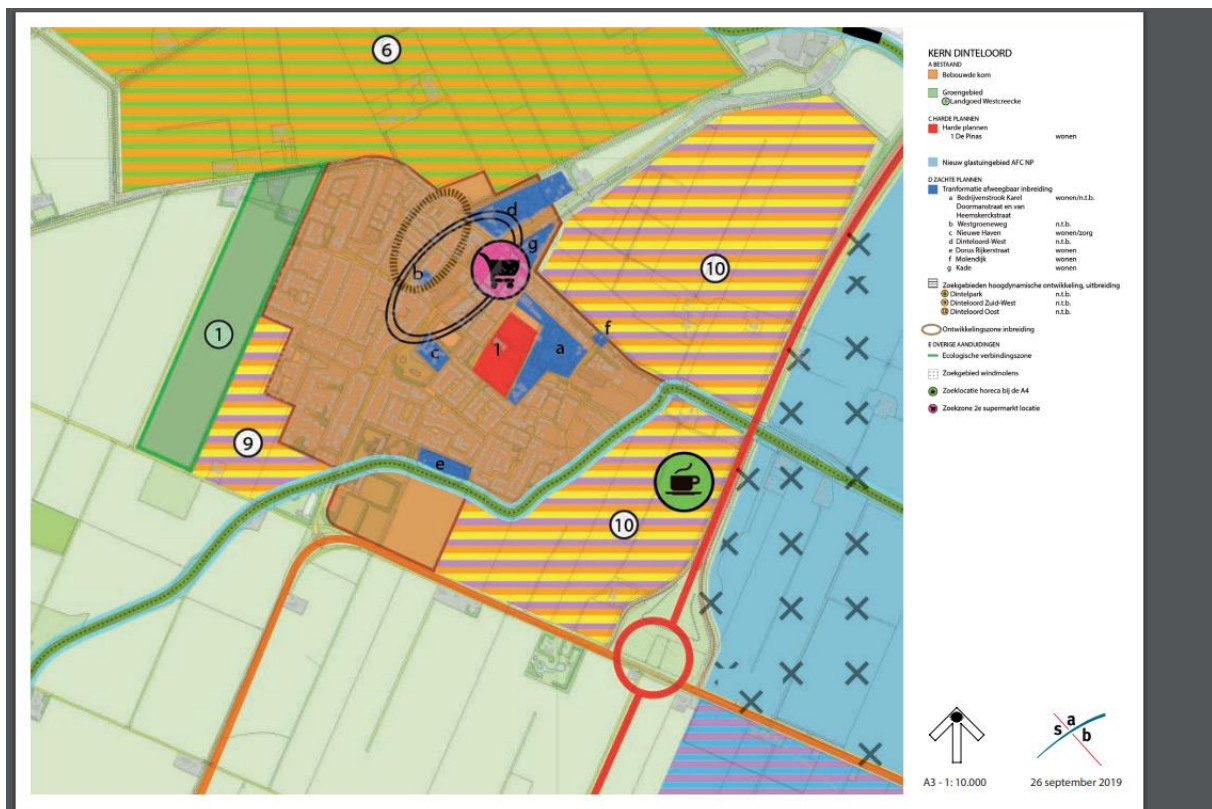 6
d
g
b
10
1
f
1
a
c
9
e
10
KERN DINTELOORD
A BESTAAND
Bebouwde kom
Groengebied
1 Landgoed Westcreecke
C HARDE PLANNEN
Harde plannen
1 De Pinas wonen
Nieuw glastuingebied AFC NP
D ZACHTE PLANNEN
Tranformatie afweegbaar inbreiding
a Bedrijvenstrook Karel wonen/n.t.b.
Doormanstraat en van
Heemskerckstraat
b Westgroeneweg n.t.b.
c Nieuwe Haven wonen/zorg
d Dinteloord-West n.t.b.
e Dorus Rijkerstraat wonen
f Molendijk wonen
g Kade wonen
Zoekgebieden hoogdynamische ontwikkeling, uitbreiding
6 Dintelpark n.t.b.
9 Dinteloord Zuid-West n.t.b.
10 Dinteloord Oost n.t.b.
Ontwikkelingszone inbreiding
E OVERIGE AANDUIDINGEN
Ecologische verbindingszone
Zoekgebied windmolens
Zoeklocatie horeca bij de A4
Zoekzone 2e supermarkt locatie
s a b
A3 - 1: 10.000
26 september 2019